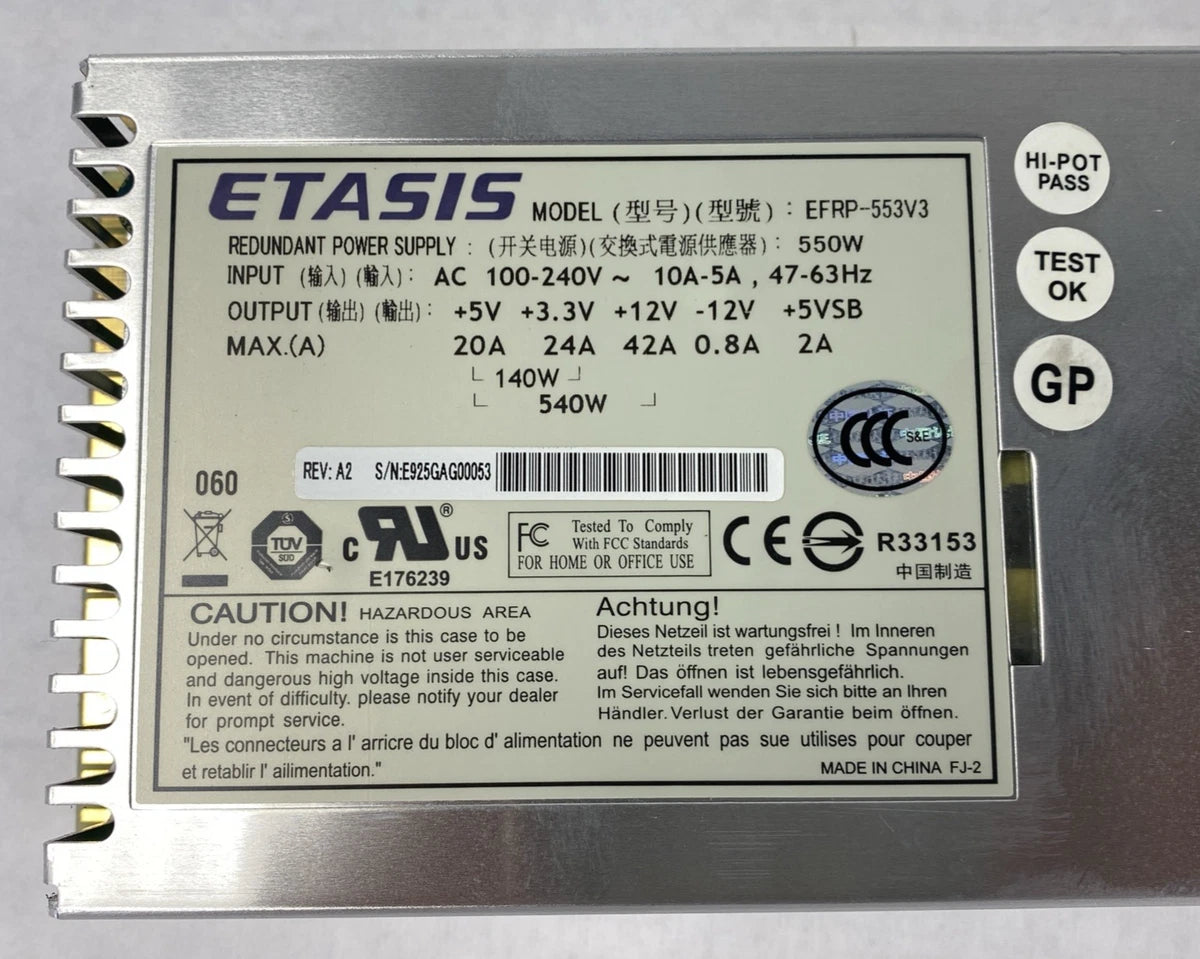 ETASIS MODEL (型号)(型號) : EFRP-553V3
REDUNDANT POWER SUPPLY : (开关电源)(交換式電源供應器) : 550W
INPUT (输入) (輸入) : AC 100-240V ~ 10A-5A , 47-63Hz
OUTPUT (输出) (輸出) : +5V +3.3V +12V -12V +5VSB
MAX.(A) 20A 24A 42A 0.8A 2A
140W
540W
REV: A2 S/N:E925GAG00053
060
TÜV
SÜD
c RU ® US
E176239
FC Tested To Comply
With FCC Standards
FOR HOME OR OFFICE USE
CE
R33153
中国制造
CCC S&E
CAUTION! HAZARDOUS AREA
Under no circumstance is this case to be
opened. This machine is not user serviceable
and dangerous high voltage inside this case.
In event of difficulty. please notify your dealer
for prompt service.
Achtung!
Dieses Netzeil ist wartungsfrei ! Im Inneren
des Netzteils treten gefährliche Spannungen
auf! Das öffnen ist lebensgefährlich.
Im Servicefall wenden Sie sich bitte an Ihren
Händler. Verlust der Garantie beim öffnen.
"Les connecteurs a l' arricre du bloc d' alimentation ne peuvent pas sue utilises pour couper
et retablir l' ailimentation."
MADE IN CHINA FJ-2
HI-POT
PASS
TEST
OK
GP